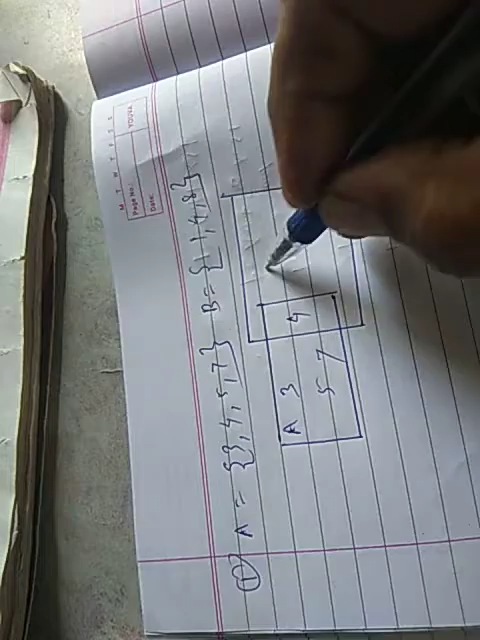 M T W T F S S
Page No.:
YOUVA
Date:
① A = {3, 4, 5, 7} B = {1, 4, 8}
A 3 4
5 7